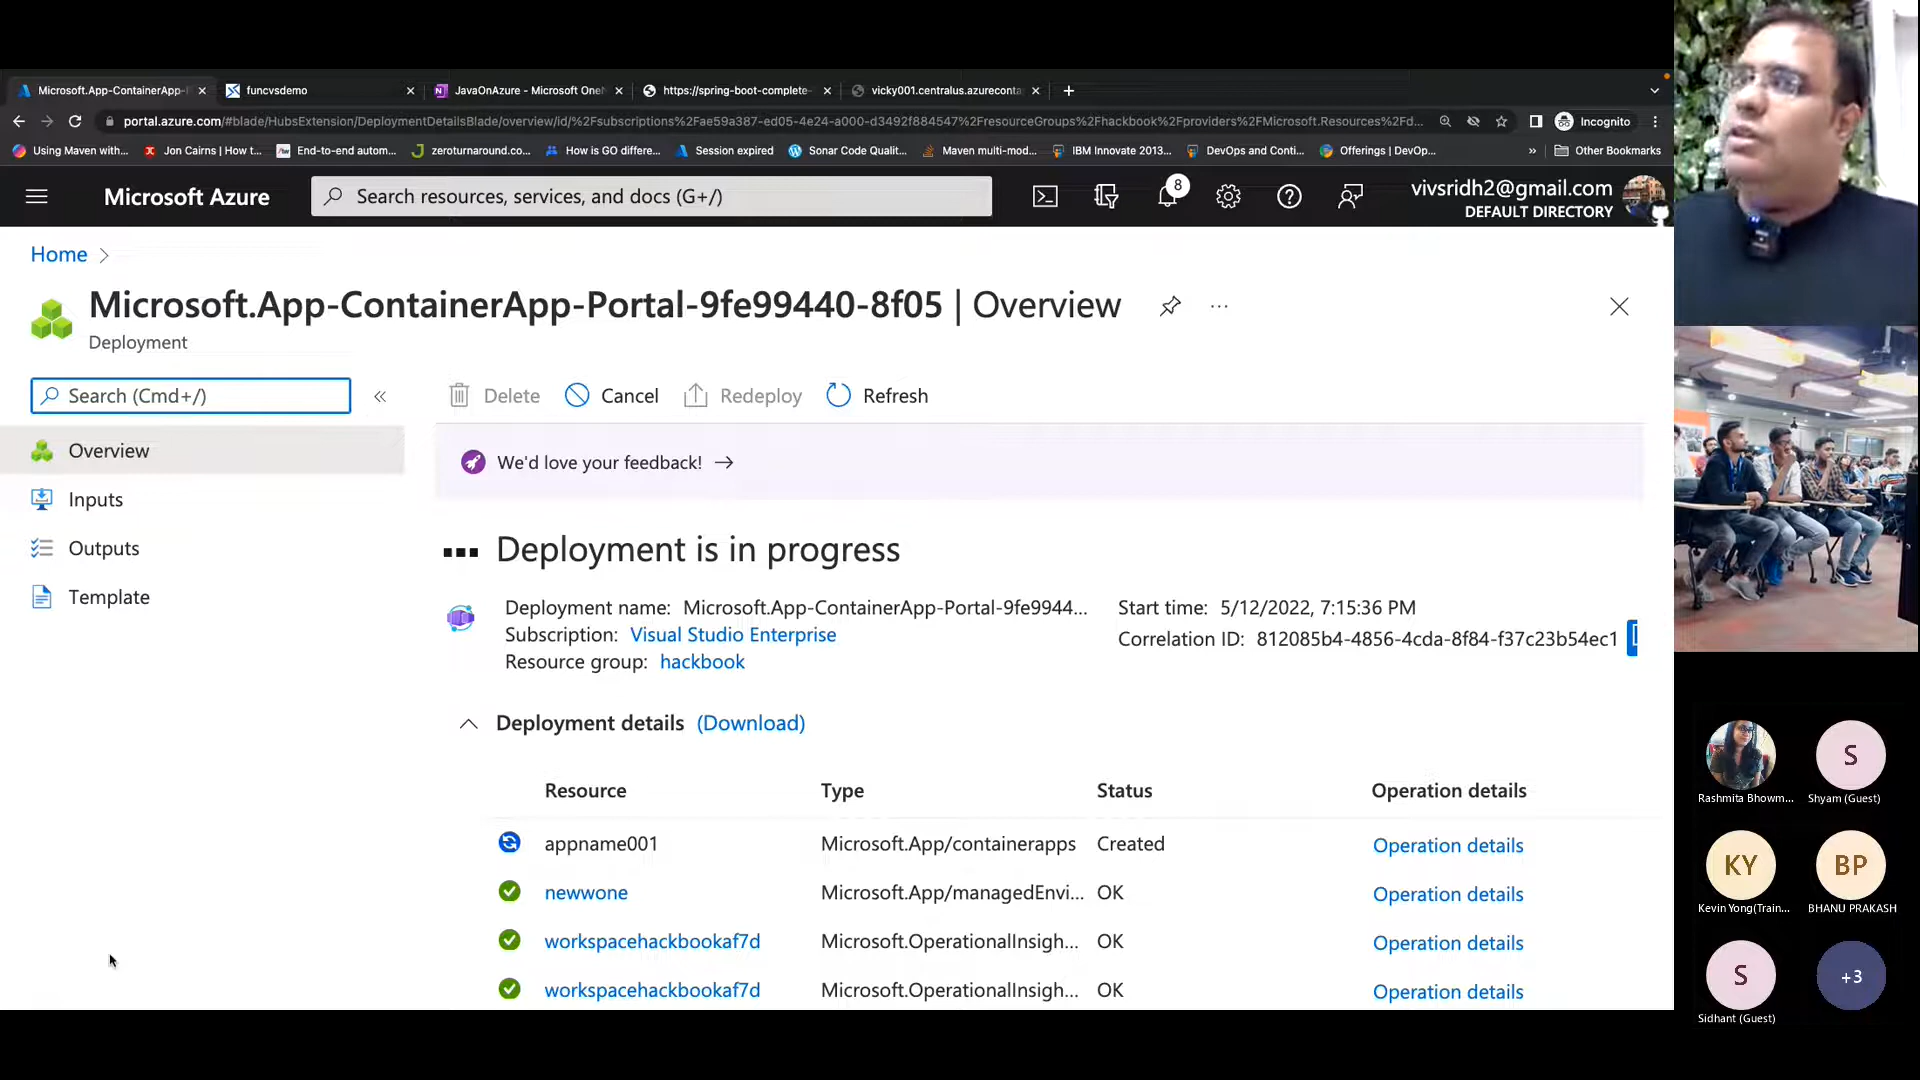 Microsoft.App-ContainerApp-
funcvsdemo
JavaOnAzure - Microsoft OneN
https://spring-boot-complete-
vicky001.centralus.azureconta
portal.azure.com/#blade/HubsExtension/DeploymentDetailsBlade/overview/id/%2Fsubscriptions%2Fae59a387-ed05-4e24-a000-d3492f884547%2FresourceGroups%2Fhackbook%2Fproviders%2FMicrosoft.Resources%2Fd...
Incognito
Using Maven with...
Jon Cairns | How t...
End-to-end autom...
zeroturnaround.co...
How is GO differe...
Session expired
Sonar Code Qualit...
Maven multi-mod...
IBM Innovate 2013...
DevOps and Conti...
Offerings | DevOp...
»
Other Bookmarks
Microsoft Azure
Search resources, services, and docs (G+/)
8
vivsridh2@gmail.com
DEFAULT DIRECTORY
Home
Microsoft.App-ContainerApp-Portal-9fe99440-8f05 | Overview
...
Deployment
Search (Cmd+/)
«
Delete
Cancel
Redeploy
Refresh
Overview
Inputs
Outputs
Template
We'd love your feedback! →
Deployment is in progress
Deployment name: Microsoft.App-ContainerApp-Portal-9fe9944...
Subscription: Visual Studio Enterprise
Resource group: hackbook
Start time: 5/12/2022, 7:15:36 PM
Correlation ID: 812085b4-4856-4cda-8f84-f37c23b54ec1
Deployment details (Download)
Resource Type Status Operation details
appname001 Microsoft.App/containerapps Created Operation details
newwone Microsoft.App/managedEnvi... OK Operation details
workspacehackbookaf7d Microsoft.OperationalInsigh... OK Operation details
workspacehackbookaf7d Microsoft.OperationalInsigh... OK Operation details
S
Rashmita Bhowm...
Shyam (Guest)
KY
BP
Kevin Yong(Train...
BHANU PRAKASH
S
+3
Sidhant (Guest)